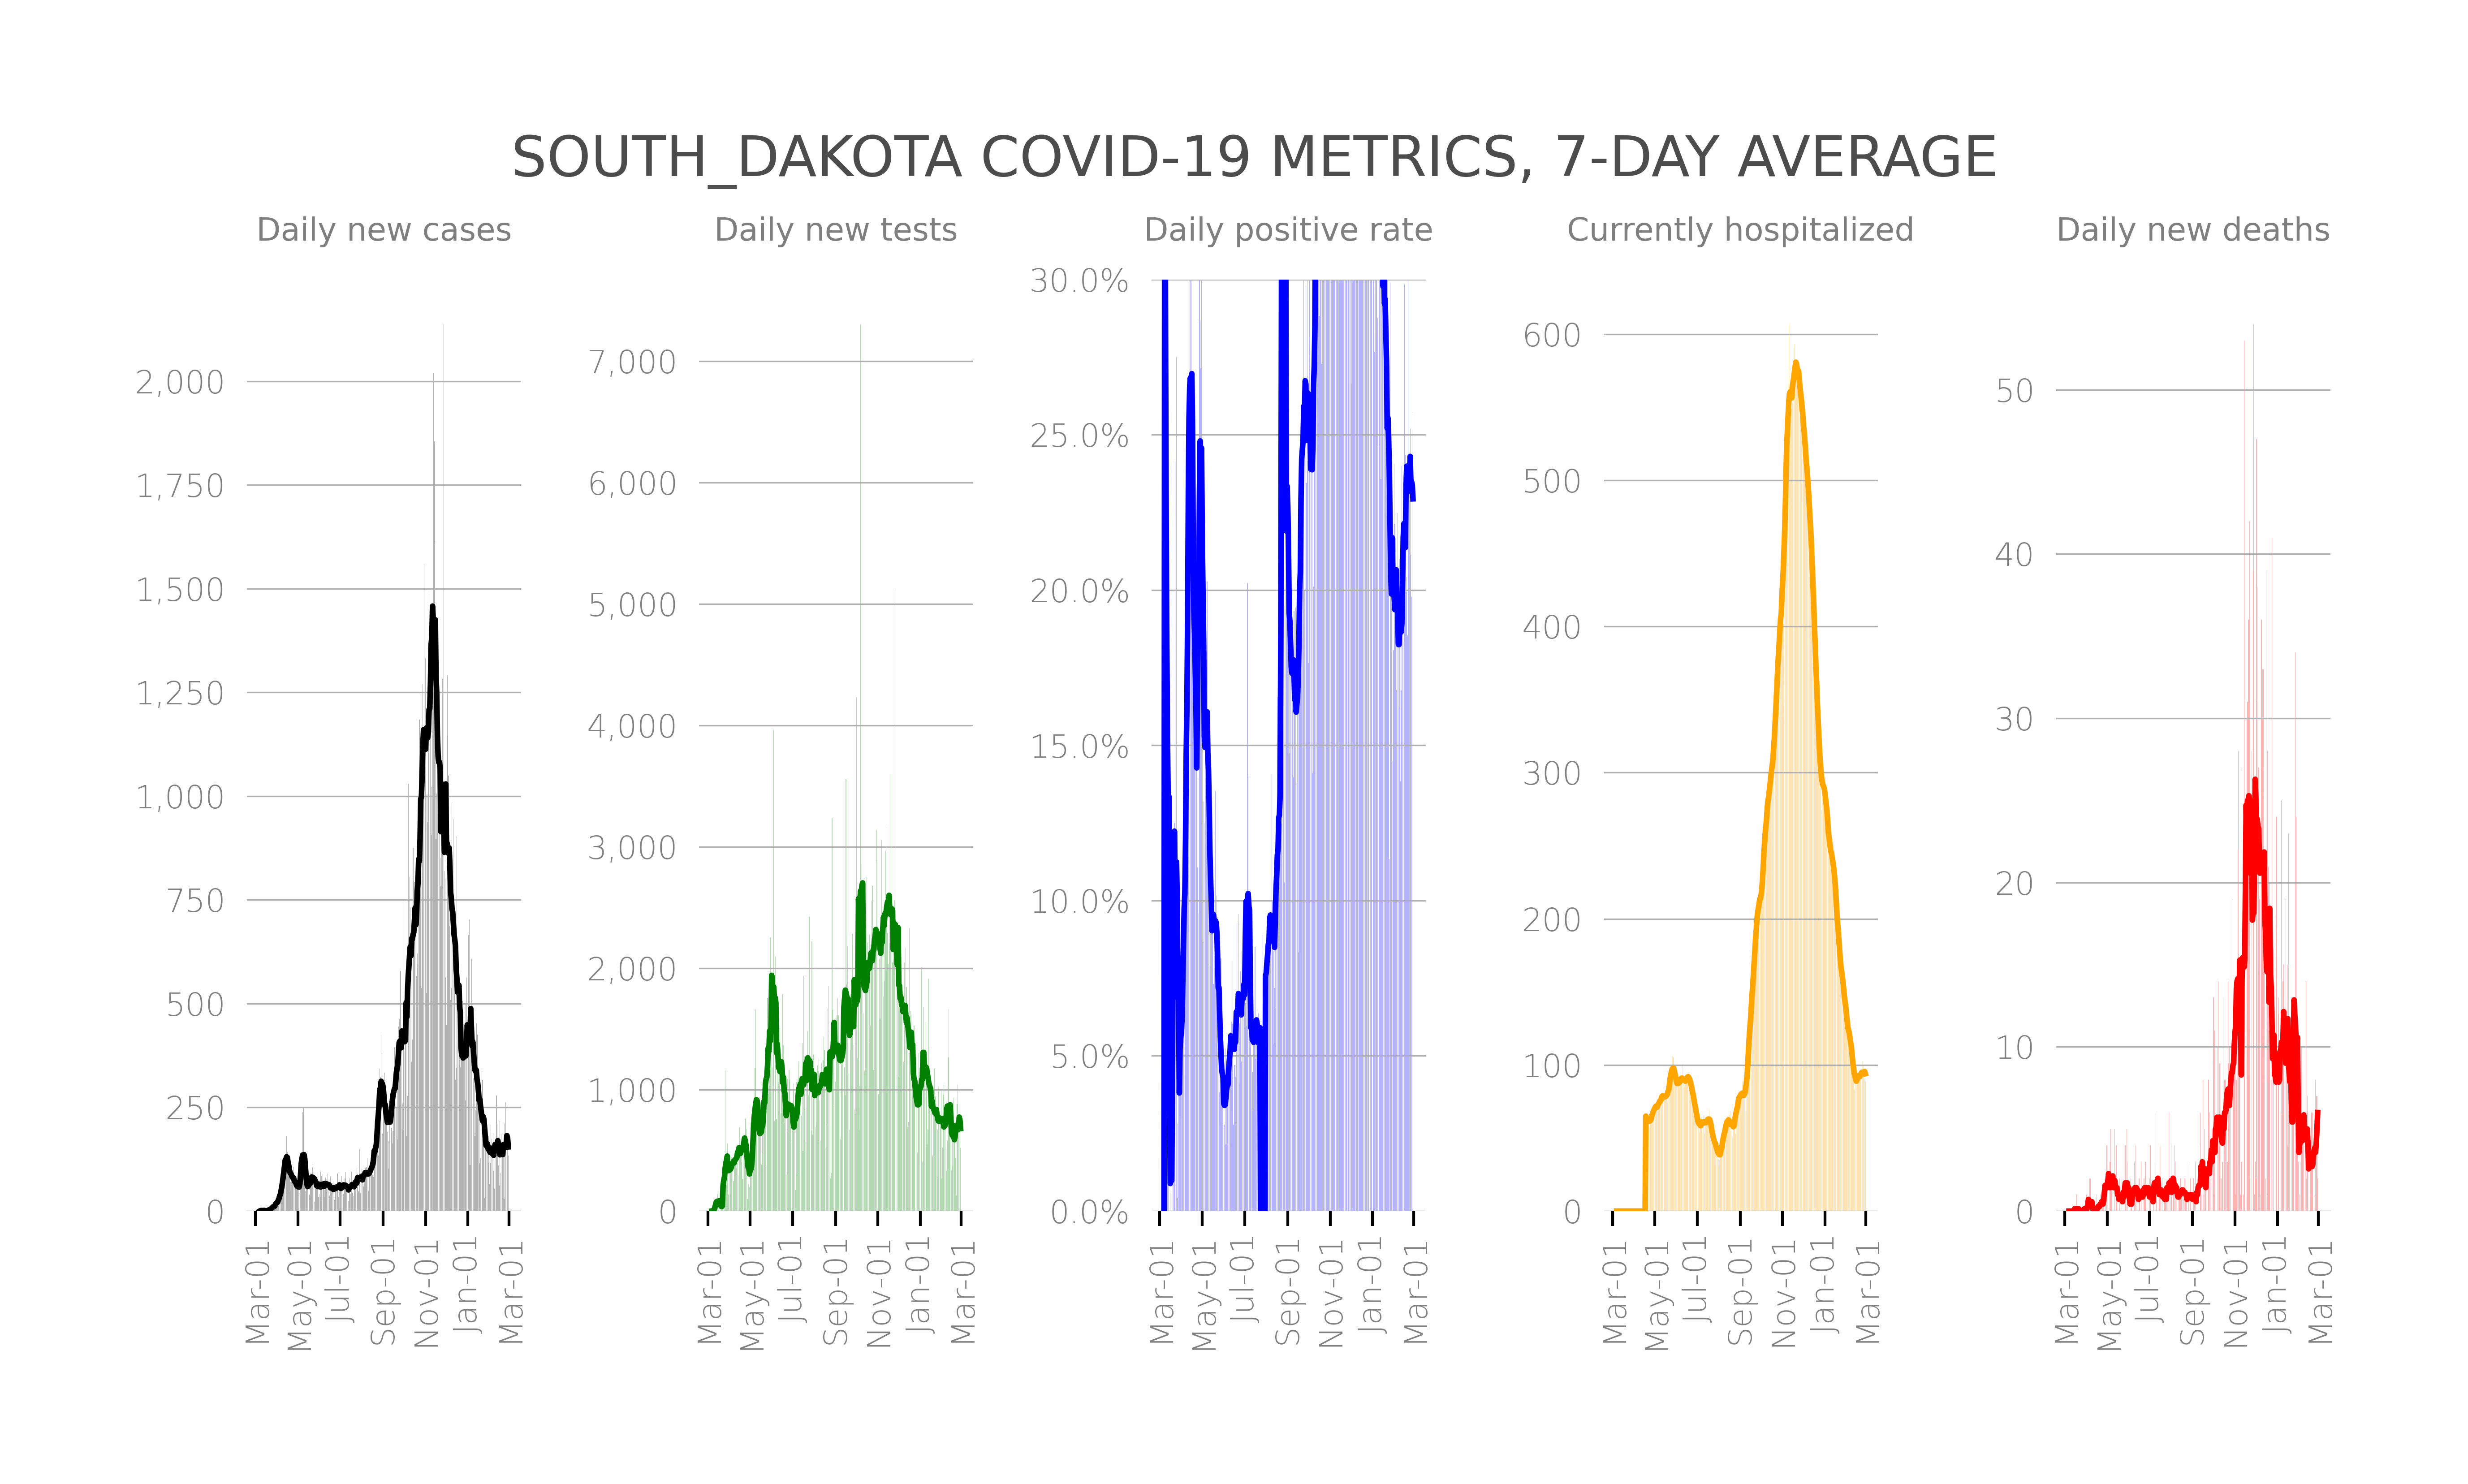 SOUTH_DAKOTA COVID-19 METRICS, 7-DAY AVERAGE
Daily new cases
2,000
1,750
1,500
1,250
1,000
750
500
250
0
Mar-01
May-01
Jul-01
Sep-01
Nov-01
Jan-01
Mar-01
Daily new tests
7,000
6,000
5,000
4,000
3,000
2,000
1,000
0
Mar-01
May-01
Jul-01
Sep-01
Nov-01
Jan-01
Mar-01
Daily positive rate
30.0%
25.0%
20.0%
15.0%
10.0%
5.0%
0.0%
Mar-01
May-01
Jul-01
Sep-01
Nov-01
Jan-01
Mar-01
Currently hospitalized
600
500
400
300
200
100
0
Mar-01
May-01
Jul-01
Sep-01
Nov-01
Jan-01
Mar-01
Daily new deaths
50
40
30
20
10
0
Mar-01
May-01
Jul-01
Sep-01
Nov-01
Jan-01
Mar-01